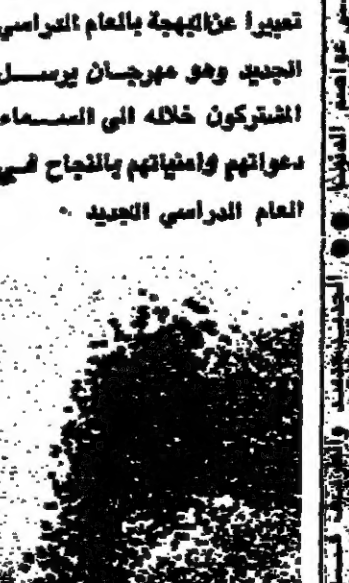 تعبيرا عن البهجة بالعام الدراسي
الجديد وهو مهرجان يرسل
المشتركون خلاله الى السماء
دعواتهم وامنياتهم بالنجاح في
العام الدراسي الجديد .
عواصم